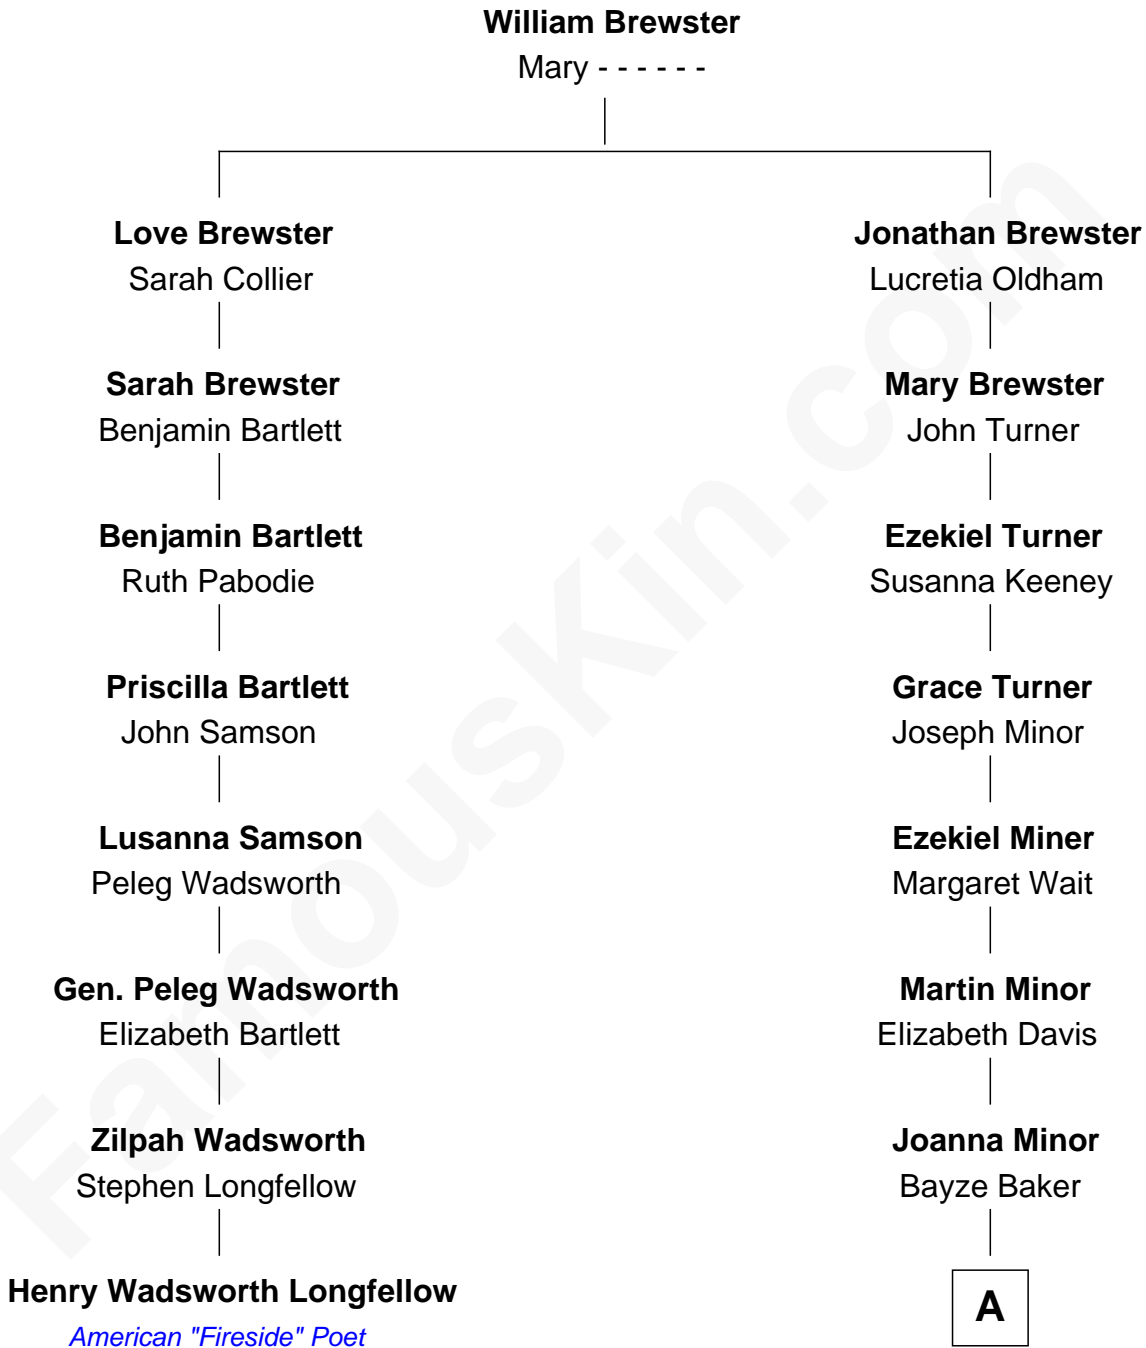 William Brewster
Mary - - - - - -
Love Brewster
Sarah Collier
Jonathan Brewster
Lucretia Oldham
Sarah Brewster
Benjamin Bartlett
Mary Brewster
John Turner
Benjamin Bartlett
Ruth Pabodie
Ezekiel Turner
Susanna Keeney
Priscilla Bartlett
John Samson
Grace Turner
Joseph Minor
Lusanna Samson
Peleg Wadsworth
Ezekiel Miner
Margaret Wait
Gen. Peleg Wadsworth
Elizabeth Bartlett
Martin Minor
Elizabeth Davis
Zilpah Wadsworth
Stephen Longfellow
Joanna Minor
Bayze Baker
Henry Wadsworth Longfellow
American "Fireside" Poet
A
FamousKin.com